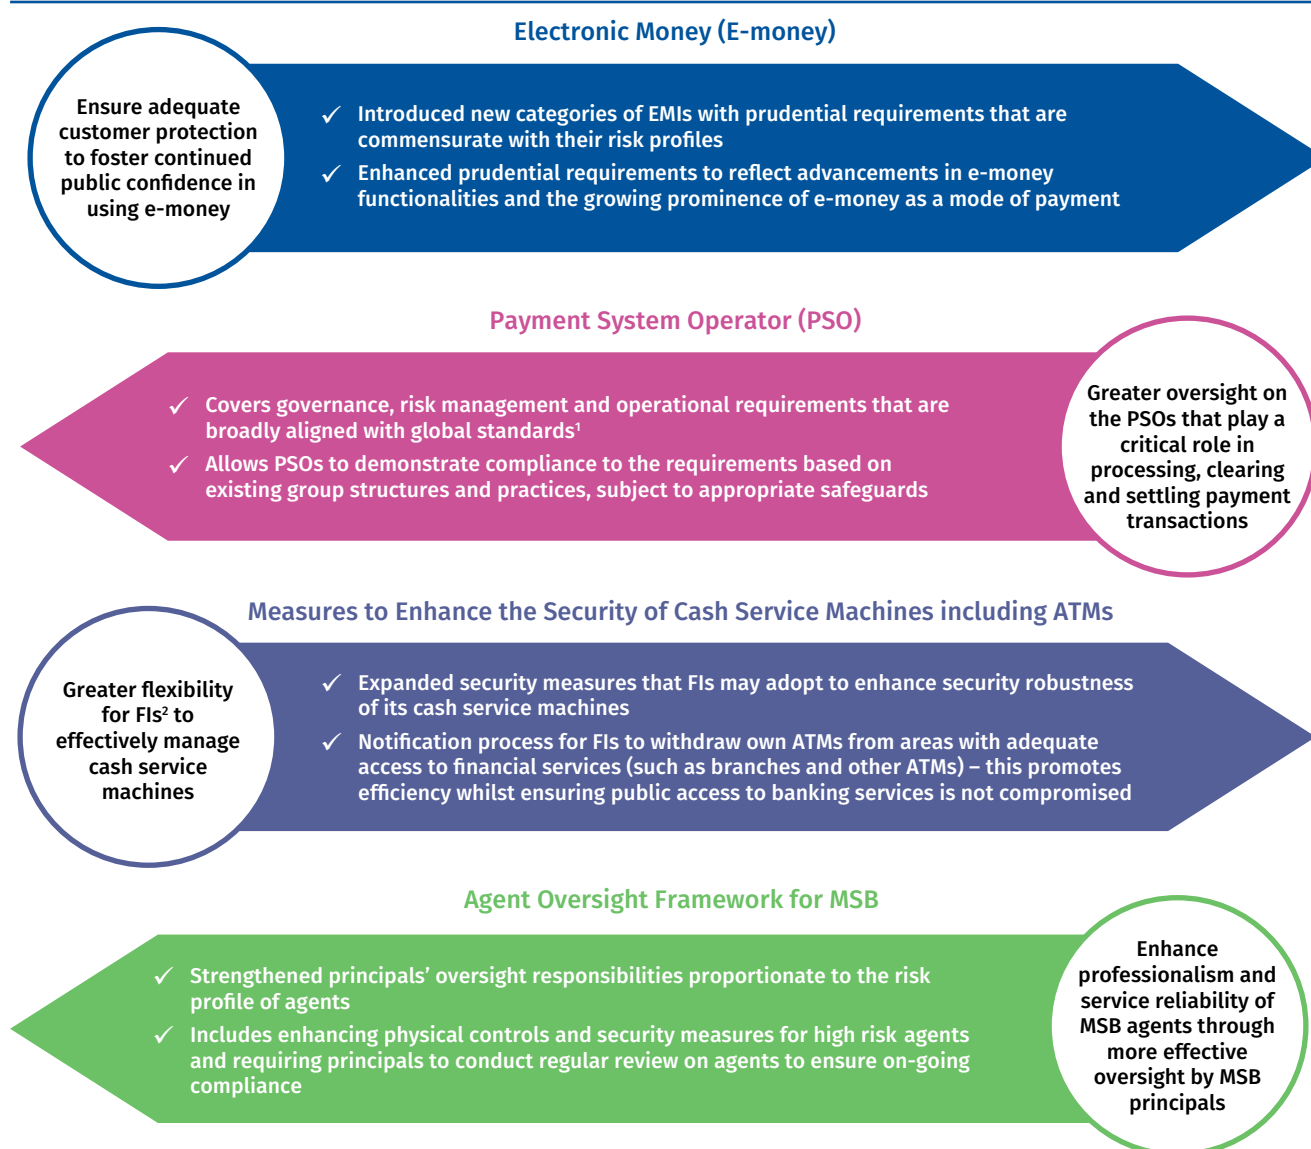 Electronic Money (E-money)
Ensure adequate
customer protection
to foster continued
public confidence in
using e-money
✓ Introduced new categories of EMIs with prudential requirements that are
commensurate with their risk profiles
✓ Enhanced prudential requirements to reflect advancements in e-money
functionalities and the growing prominence of e-money as a mode of payment
Payment System Operator (PSO)
✓ Covers governance, risk management and operational requirements that are
broadly aligned with global standards¹
✓ Allows PSOs to demonstrate compliance to the requirements based on
existing group structures and practices, subject to appropriate safeguards
Greater oversight on
the PSOs that play a
critical role in
processing, clearing
and settling payment
transactions
Measures to Enhance the Security of Cash Service Machines including ATMs
Greater flexibility
for FIs² to
effectively manage
cash service
machines
✓ Expanded security measures that FIs may adopt to enhance security robustness
of its cash service machines
✓ Notification process for FIs to withdraw own ATMs from areas with adequate
access to financial services (such as branches and other ATMs) – this promotes
efficiency whilst ensuring public access to banking services is not compromised
Agent Oversight Framework for MSB
✓ Strengthened principals’ oversight responsibilities proportionate to the risk
profile of agents
✓ Includes enhancing physical controls and security measures for high risk agents
and requiring principals to conduct regular review on agents to ensure on-going
compliance
Enhance
professionalism and
service reliability of
MSB agents through
more effective
oversight by MSB
principals